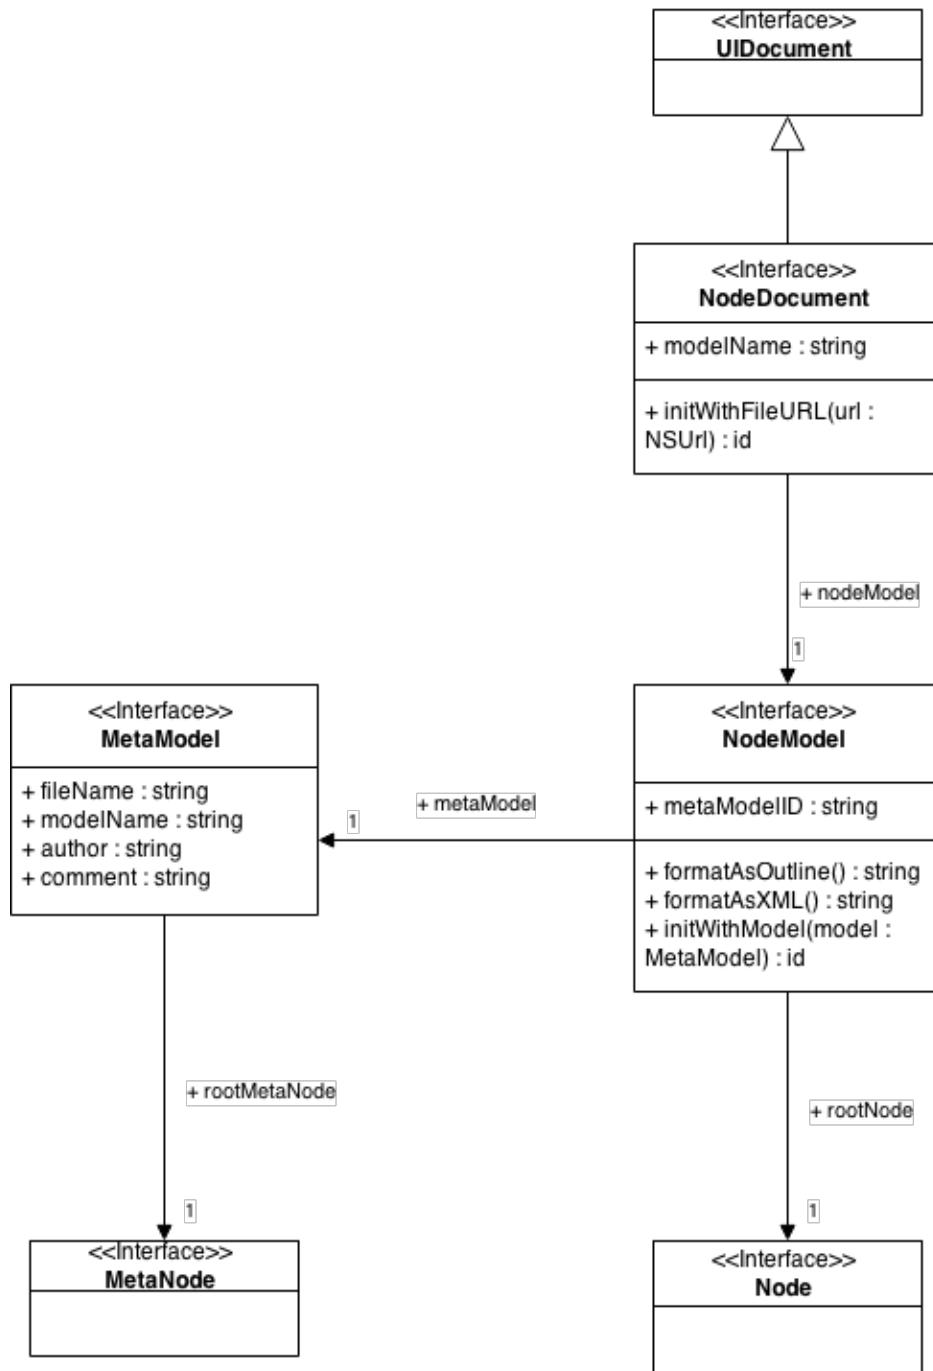 <<Interface>>
UIDocument
<<Interface>>
NodeDocument
+ modelName : string
+ initWithFileURL(url :
NSUrl) : id
+ nodeModel
1
<<Interface>>
MetaModel
+ fileName : string
+ modelName : string
+ author : string
+ comment : string
+ metaModel
1
<<Interface>>
NodeModel
+ metaModelID : string
+ formatAsOutline() : string
+ formatAsXML() : string
+ initWithModel(model :
MetaModel) : id
+ rootMetaNode
1
+ rootNode
1
<<Interface>>
MetaNode
<<Interface>>
Node